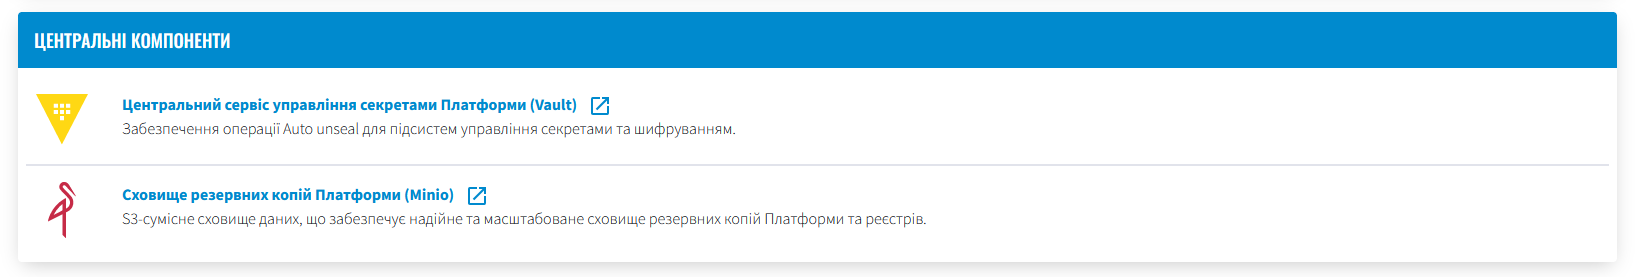 ЦЕНТРАЛЬНІ КОМПОНЕНТИ
Центральний сервіс управління секретами Платформи (Vault)
Забезпечення операції Auto unseal для підсистем управління секретами та шифруванням.
Сховище резервних копій Платформи (Minio)
S3-сумісне сховище даних, що забезпечує надійне та масштабоване сховище резервних копій Платформи та реєстрів.